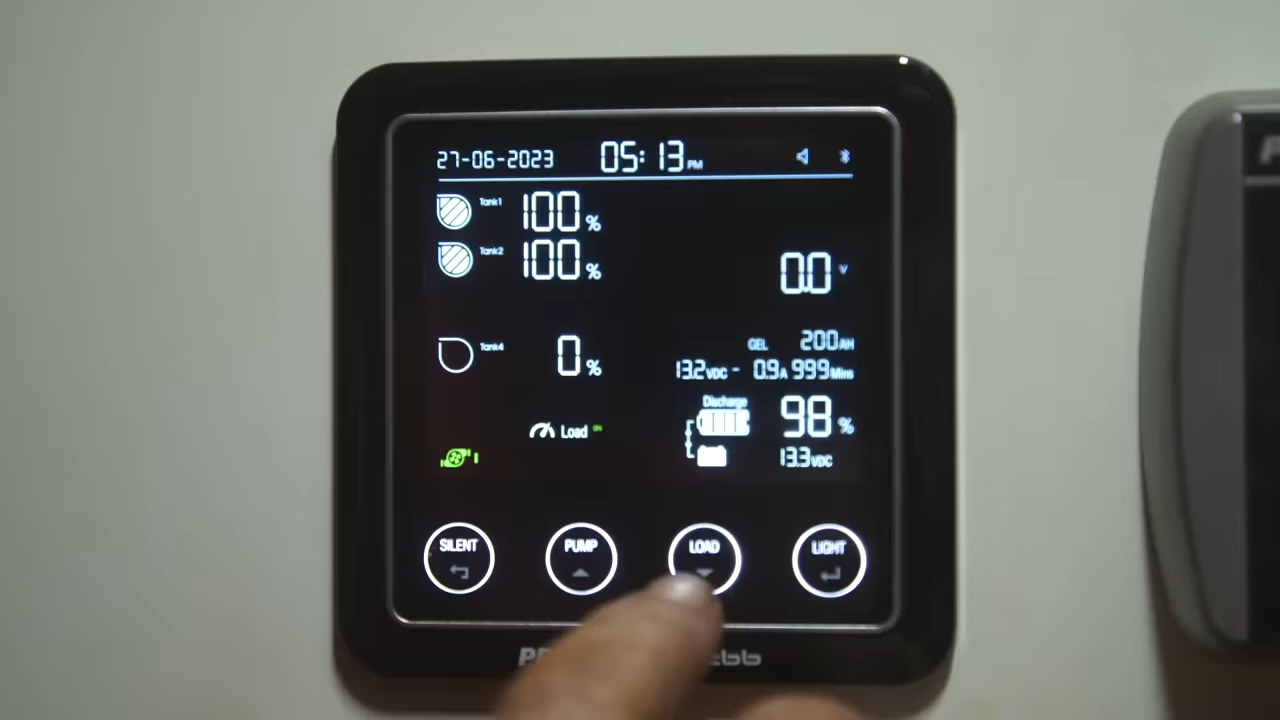 27-06-2023 05:13 PM
Tank1 100 %
Tank2 100 %
0.0 V
GEL 200 AH
Tank4 0 %
13.2 VDC - 0.9 A 999 Mins
Discharge
98 %
Load ON
13.3 VDC
SILENT PUMP LOAD LIGHT